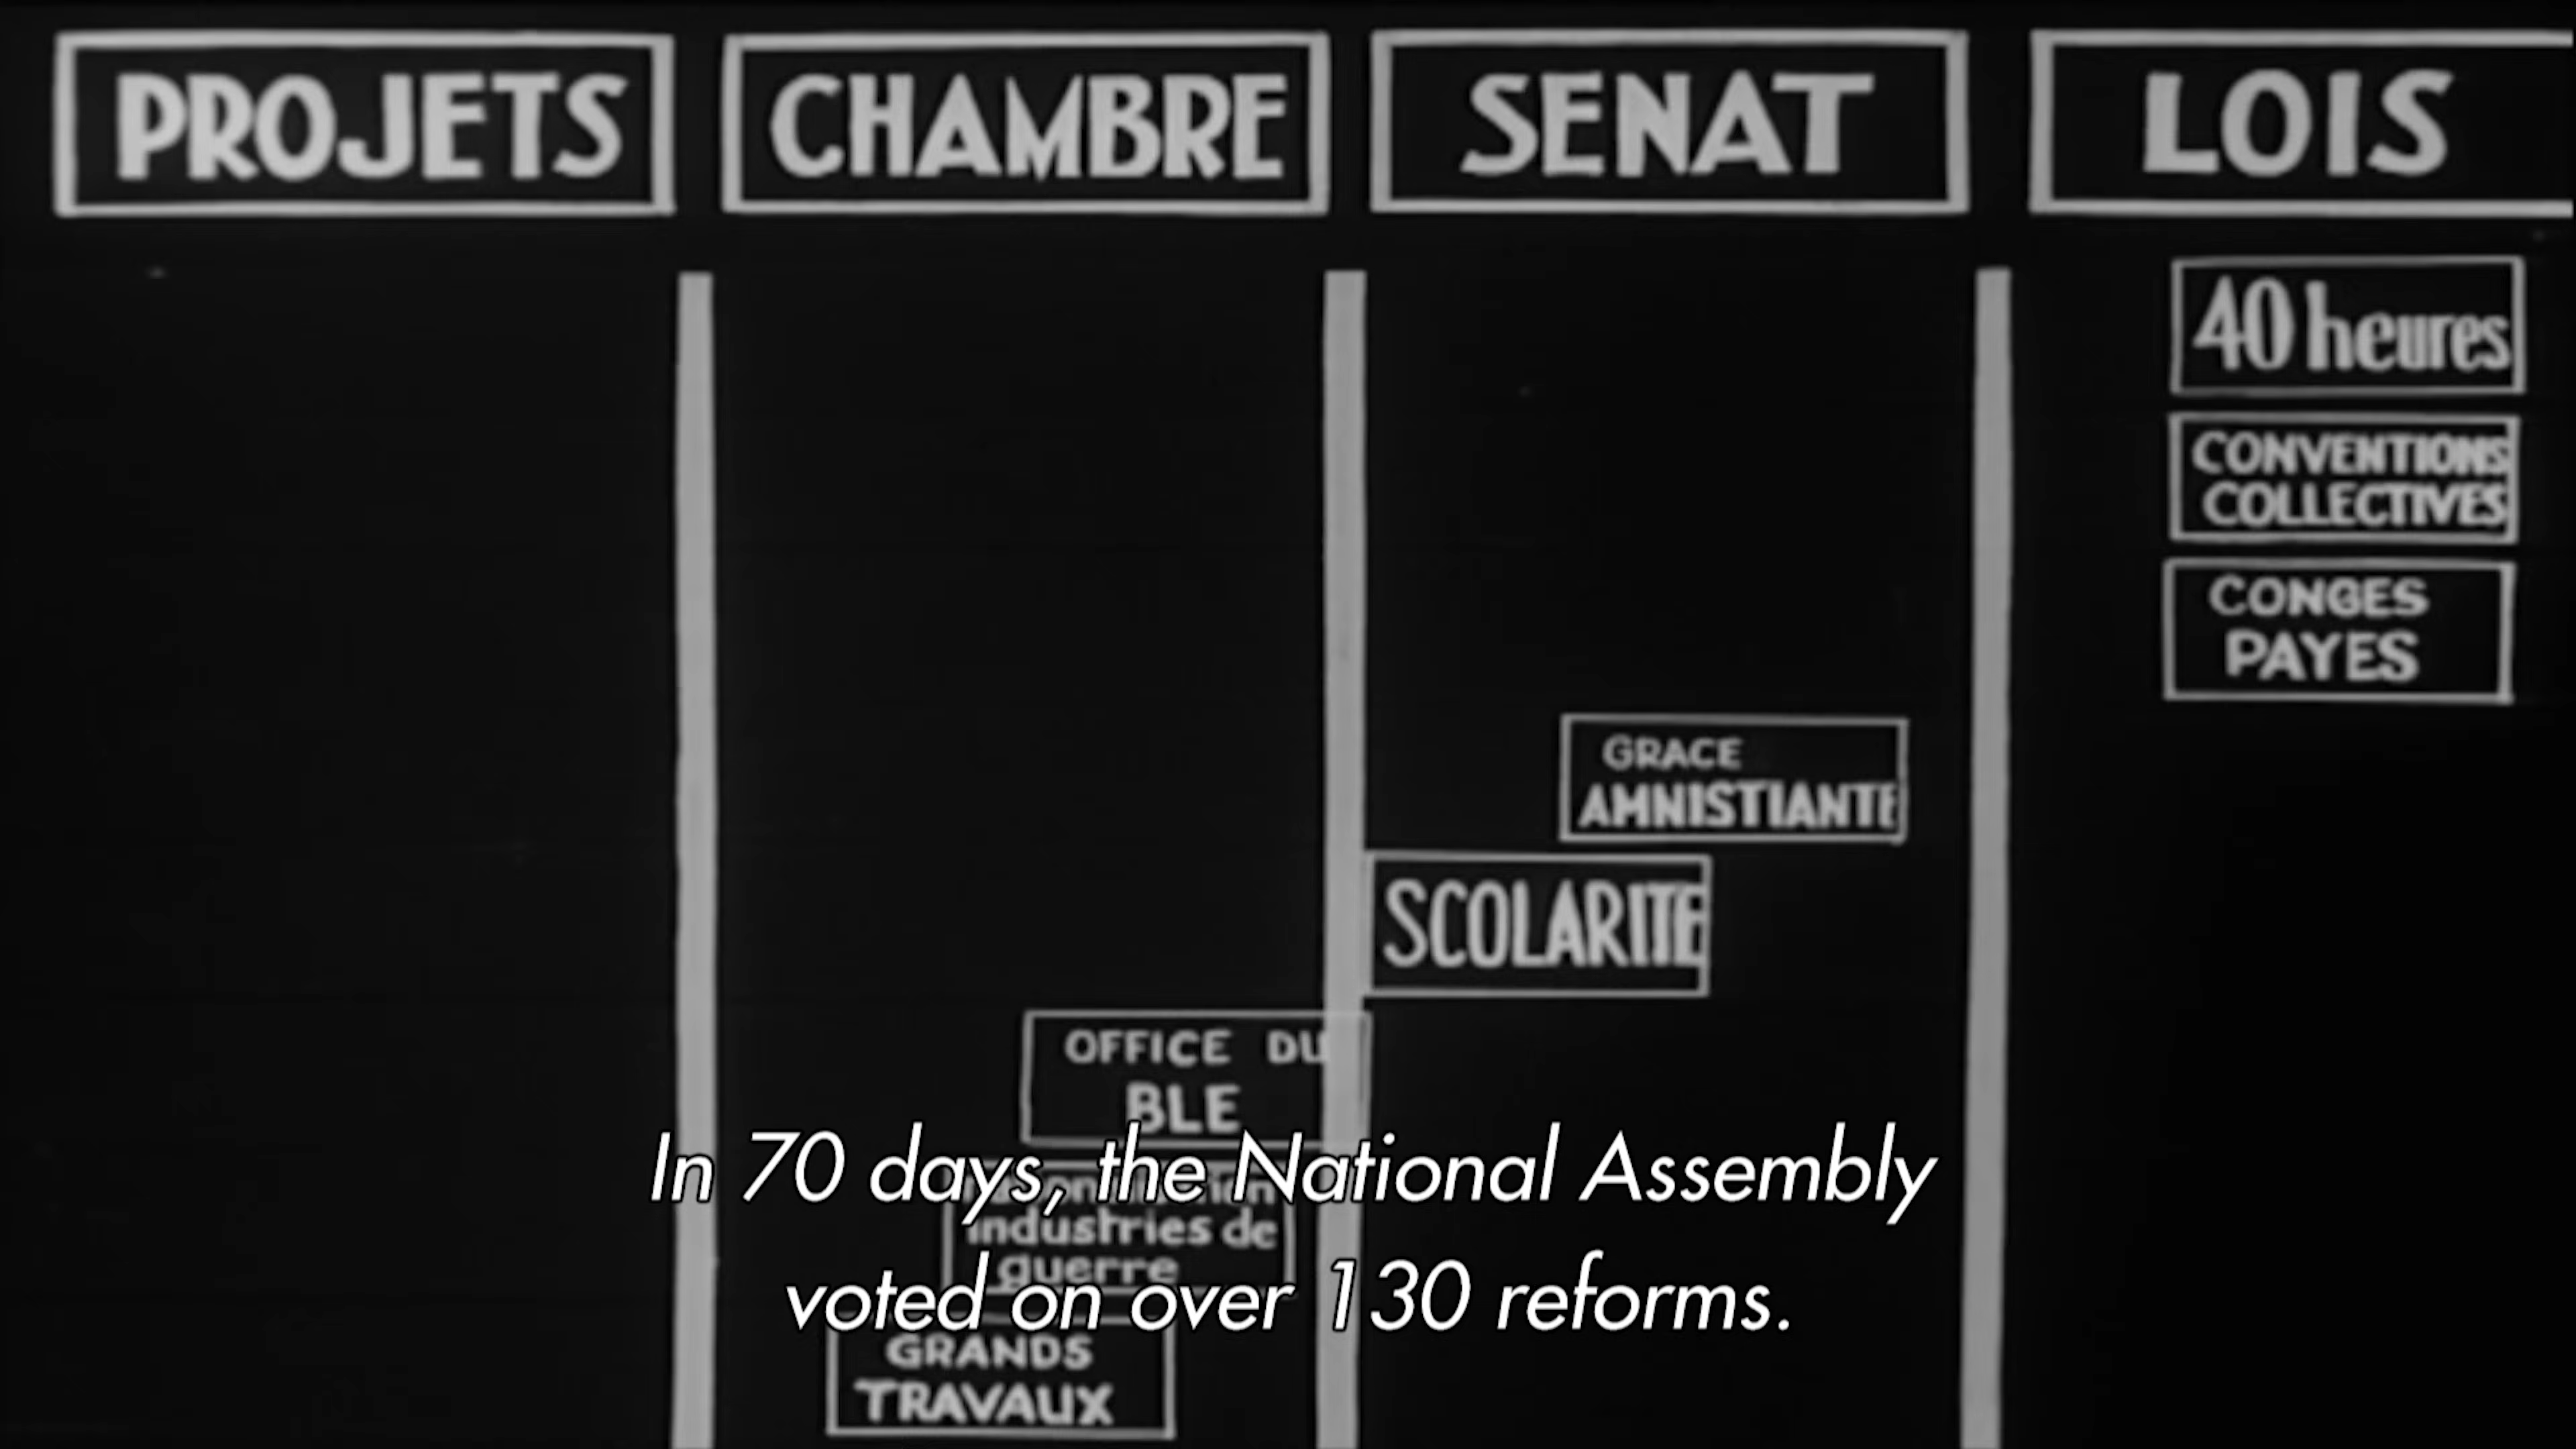 PROJETS
CHAMBRE
SENAT
LOIS
40 heures
CONVENTIONS
COLLECTIVES
CONGES
PAYES
GRACE
AMNISTIANTE
SCOLARITE
OFFICE DU
BLE
industries de
guerre
GRANDS
TRAVAUX
In 70 days, the National Assembly
voted on over 130 reforms.